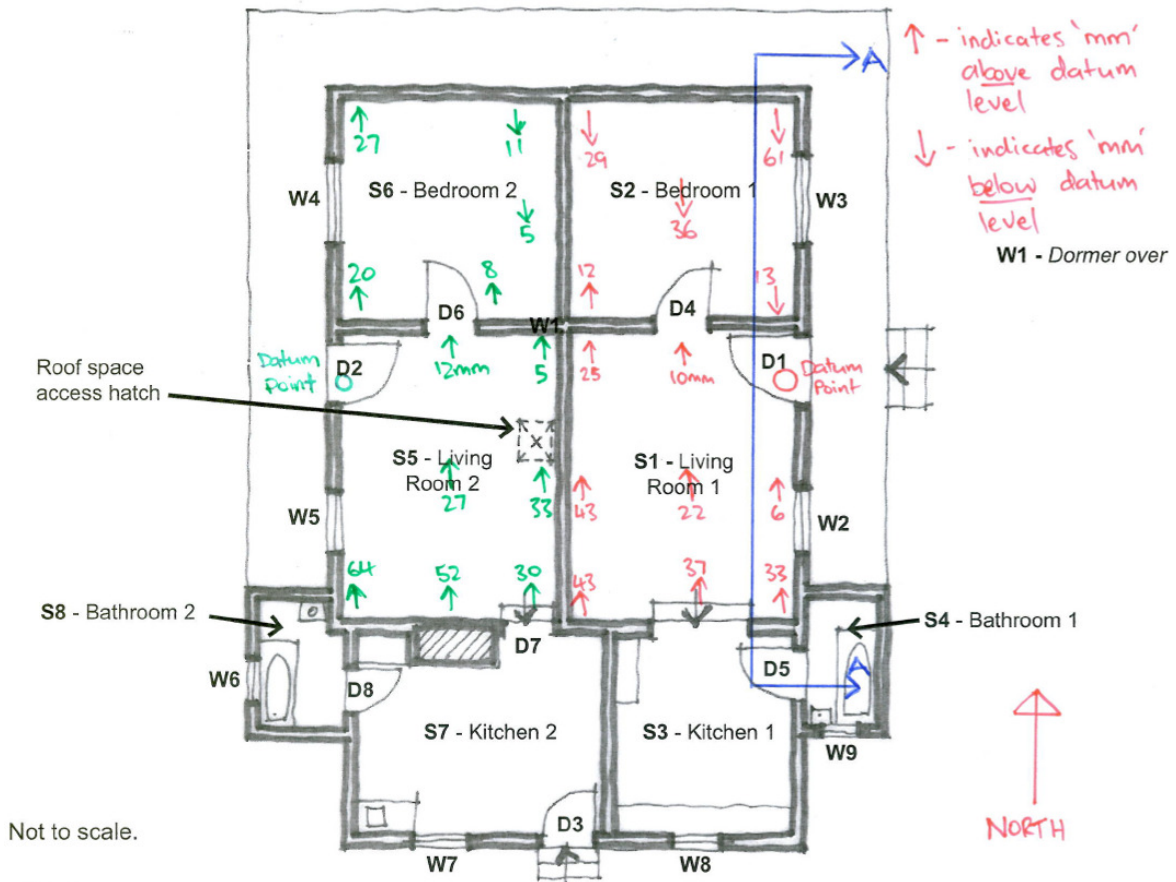 ↑ - indicates 'mm'
above datum
level
↓ - indicates 'mm'
below datum
level
W1 - Dormer over
A
27
11
29
61
S6 - Bedroom 2
S2 - Bedroom 1
W4
W3
5
36
20
8
12
13
D6
D4
W1
Roof space
access hatch
Datum
Point
D2
12mm
5
25
10mm
D1
Datum
Point
X
S5 - Living
Room 2
S1 - Living
Room 1
27
33
43
22
6
W5
W2
64
52
30
43
37
33
S8 - Bathroom 2
S4 - Bathroom 1
D7
D5
W6
D8
A
S7 - Kitchen 2
S3 - Kitchen 1
W9
D3
Not to scale.
W7
W8
NORTH